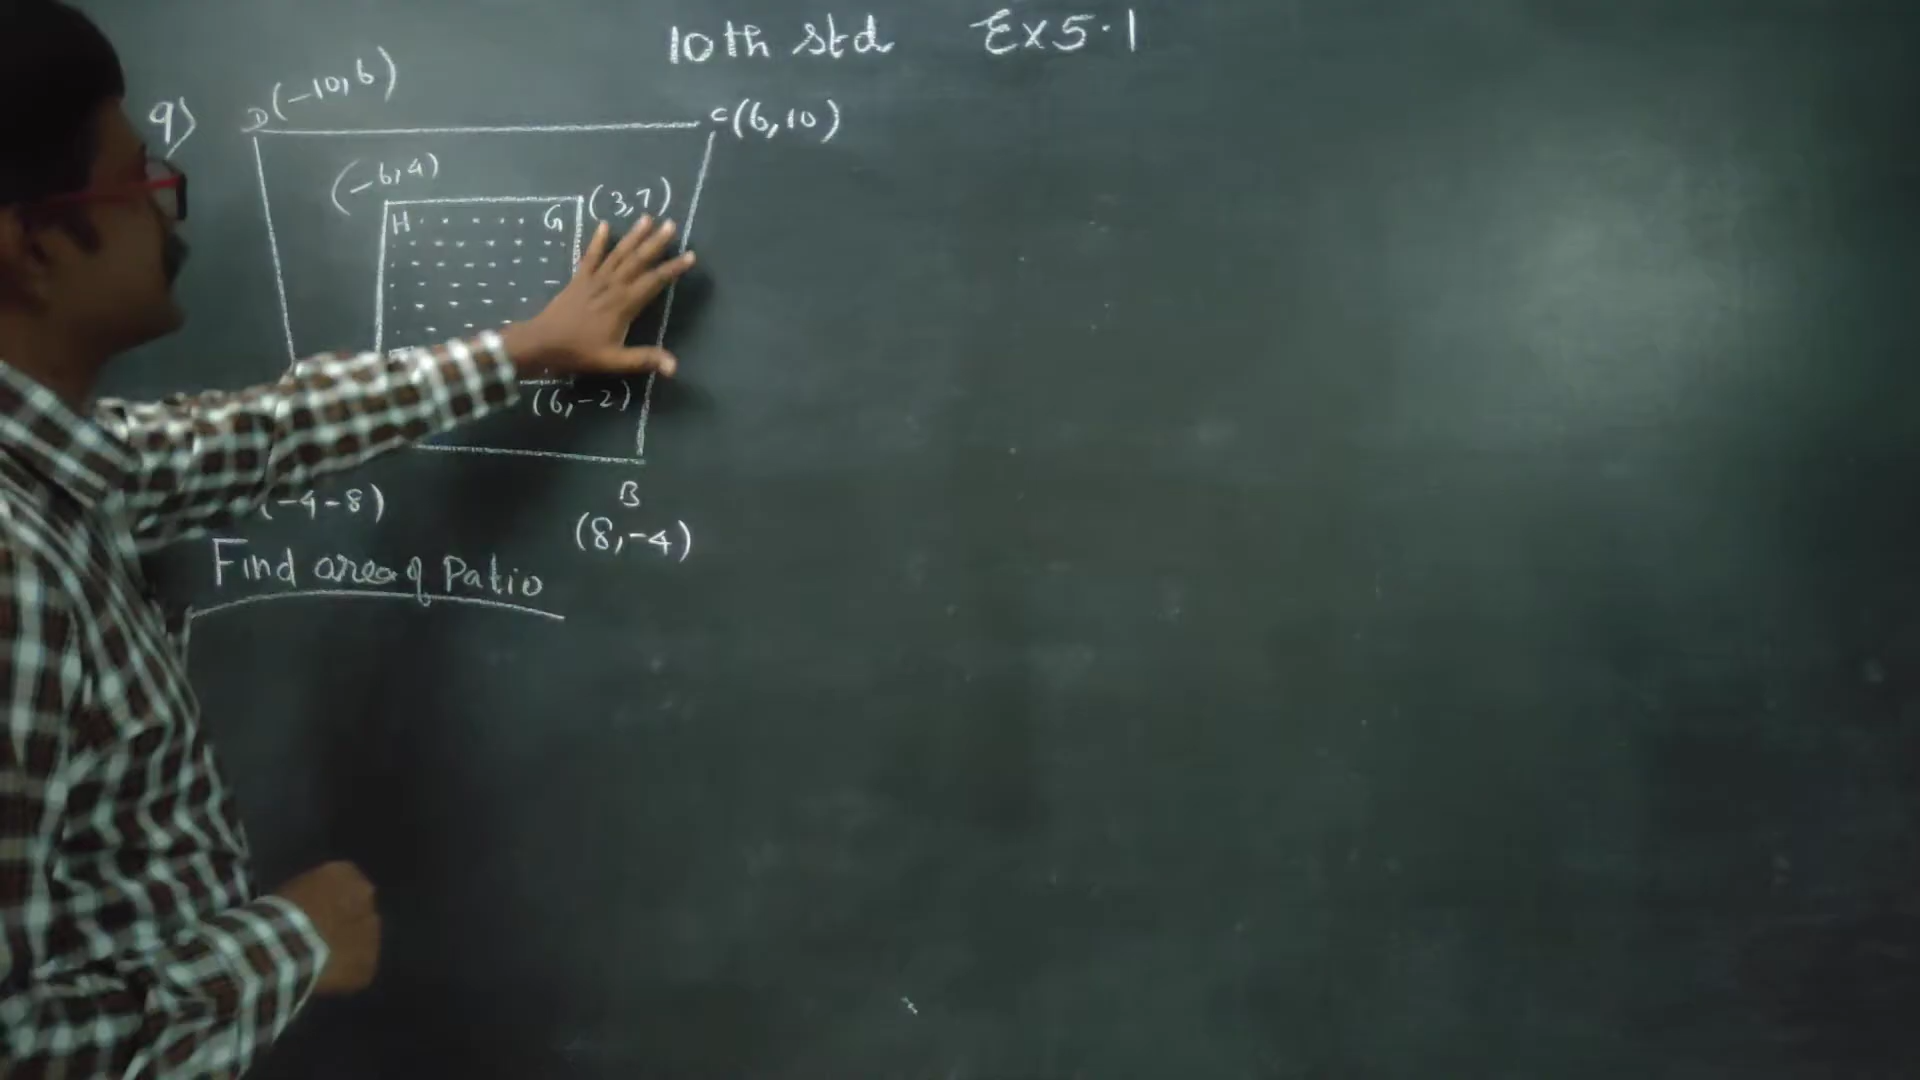 10th std Ex 5.1
9)
D(-10,6)
C(6,10)
(-6,4)
(3,7)
H G
(6,-2)
(-4-8)
B
(8,-4)
Find area of Patio